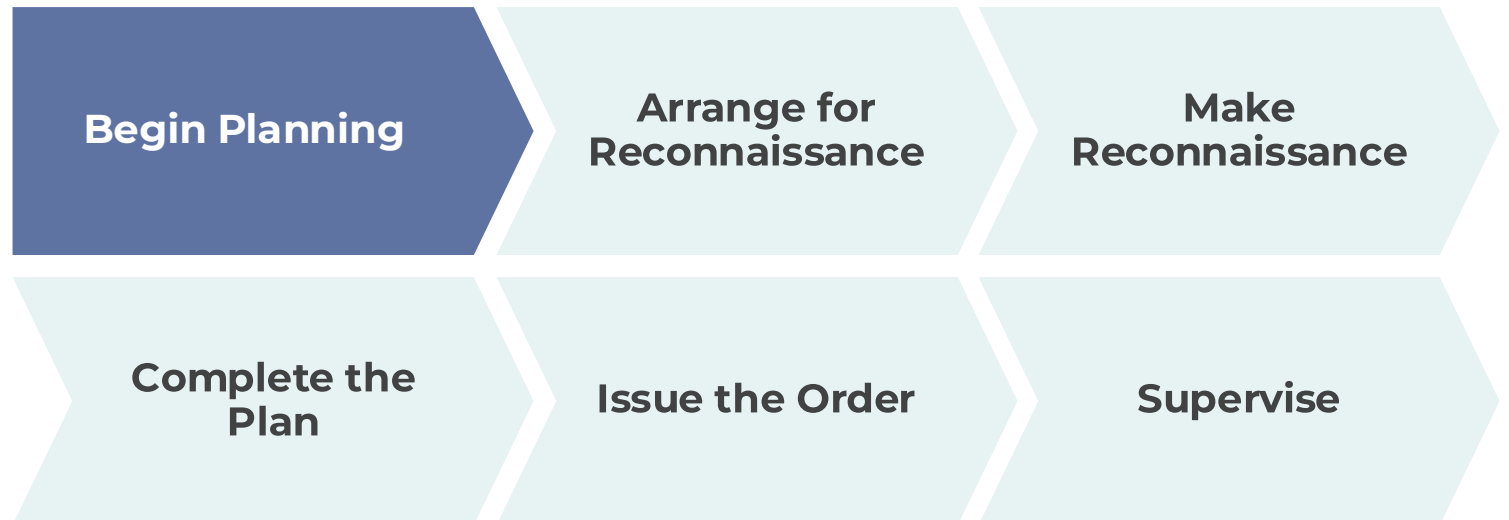 Begin Planning
Arrange for
Reconnaissance
Make
Reconnaissance
Complete the
Plan
Issue the Order
Supervise